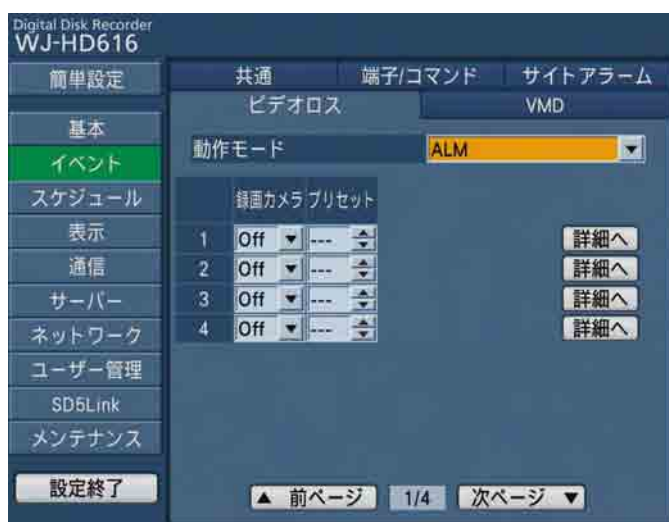 Digital Disk Recorder
WJ-HD616
簡単設定
基本
イベント
スケジュール
表示
通信
サーバー
ネットワーク
ユーザー管理
SD5Link
メンテナンス
設定終了
共通 端子/コマンド サイトアラーム
ビデオロス VMD
動作モード ALM
録画カメラ プリセット
1 Off --- 詳細へ
2 Off --- 詳細へ
3 Off --- 詳細へ
4 Off --- 詳細へ
▲ 前ページ 1/4 次ページ ▼